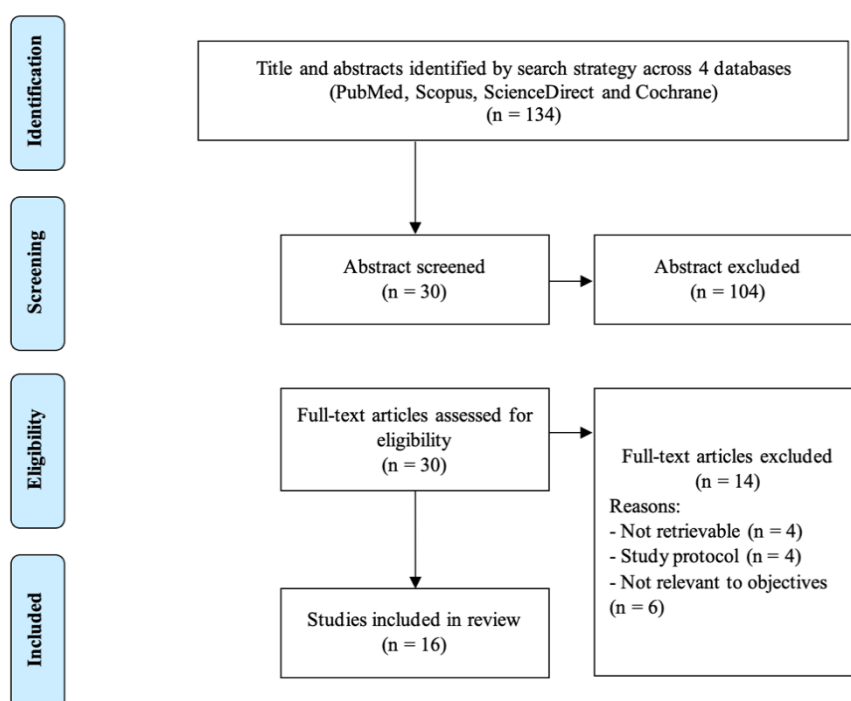 Identification
Title and abstracts identified by search strategy across 4 databases
(PubMed, Scopus, ScienceDirect and Cochrane)
(n = 134)
Screening
Abstract screened
(n = 30)
Abstract excluded
(n = 104)
Eligibility
Full-text articles assessed for
eligibility
(n = 30)
Full-text articles excluded
(n = 14)
Reasons:
- Not retrievable (n = 4)
- Study protocol (n = 4)
- Not relevant to objectives
(n = 6)
Included
Studies included in review
(n = 16)